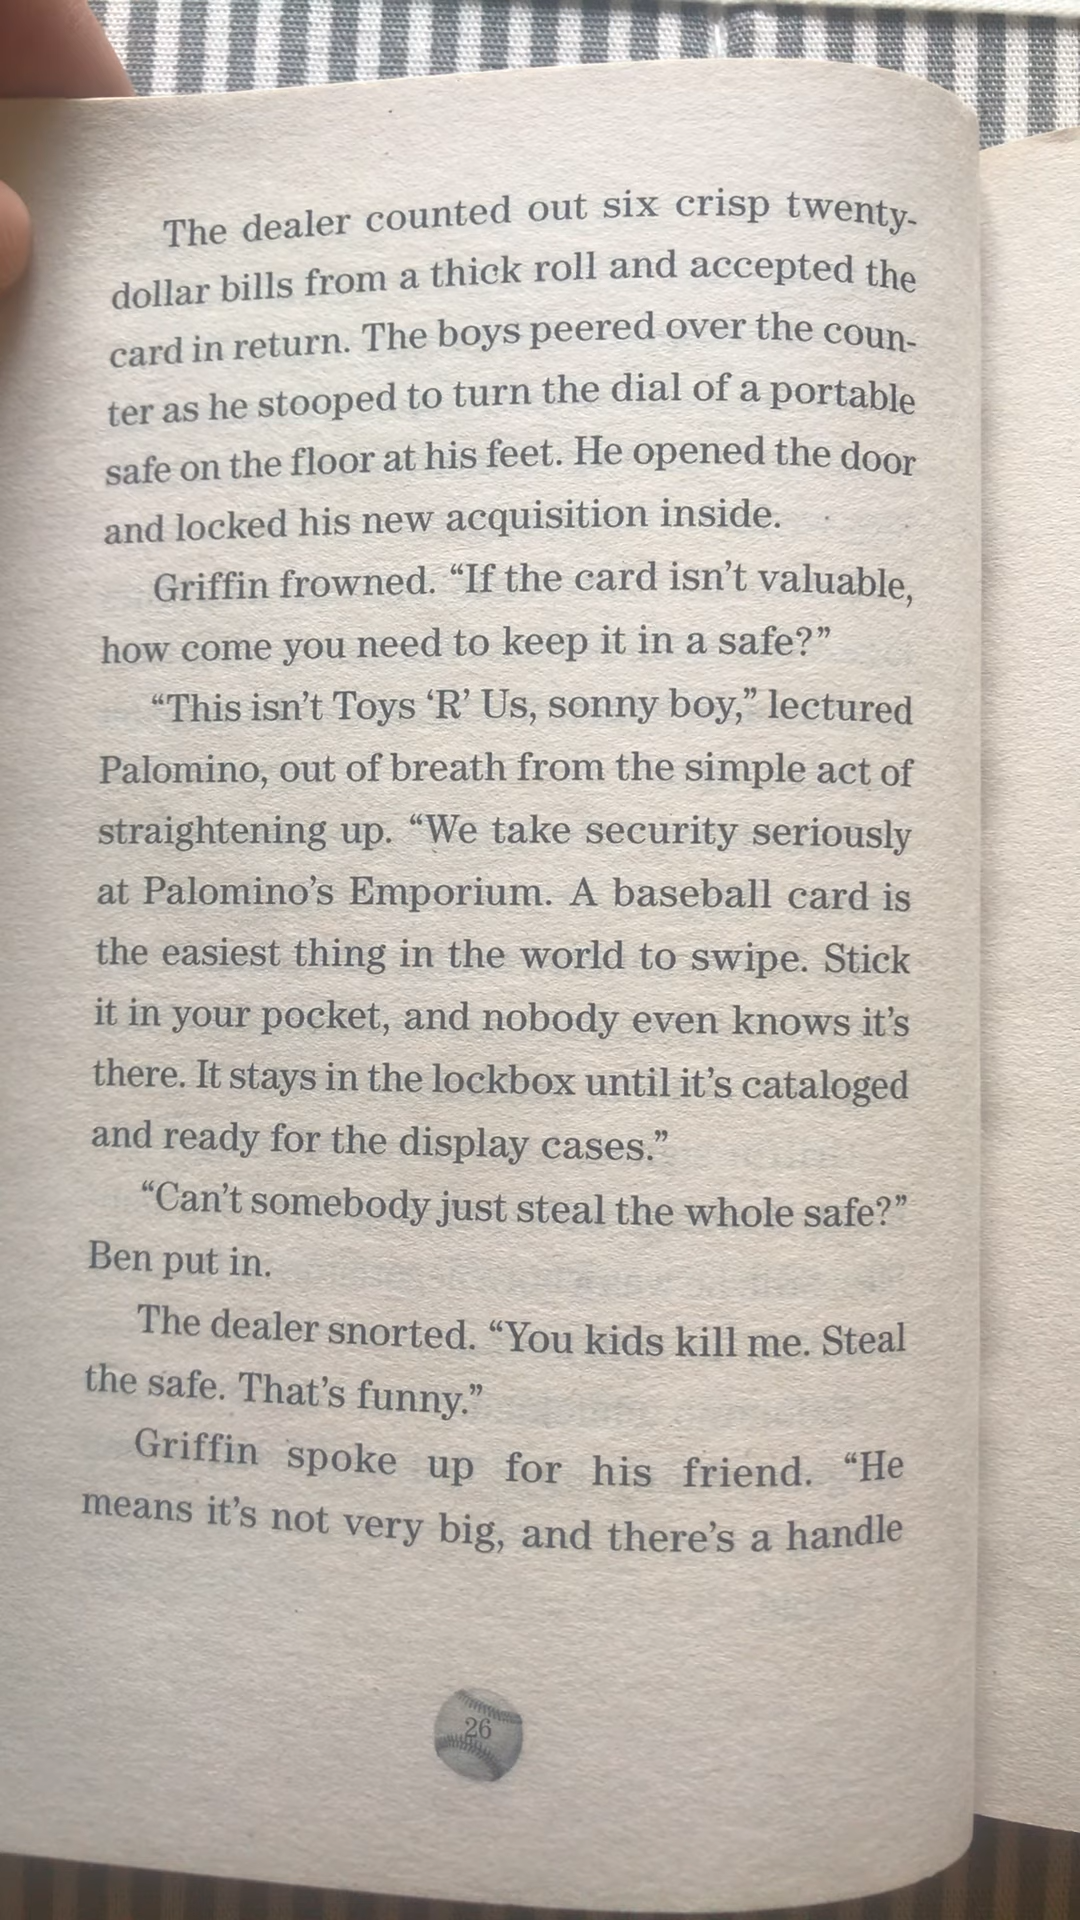 The dealer counted out six crisp twenty-
dollar bills from a thick roll and accepted the
card in return. The boys peered over the coun-
ter as he stooped to turn the dial of a portable
safe on the floor at his feet. He opened the door
and locked his new acquisition inside.
Griffin frowned. “If the card isn’t valuable,
how come you need to keep it in a safe?”
“This isn’t Toys ‘R’ Us, sonny boy,” lectured
Palomino, out of breath from the simple act of
straightening up. “We take security seriously
at Palomino’s Emporium. A baseball card is
the easiest thing in the world to swipe. Stick
it in your pocket, and nobody even knows it’s
there. It stays in the lockbox until it’s cataloged
and ready for the display cases.”
“Can’t somebody just steal the whole safe?”
Ben put in.
The dealer snorted. “You kids kill me. Steal
the safe. That’s funny.”
Griffin spoke up for his friend. “He
means it’s not very big, and there’s a handle
26